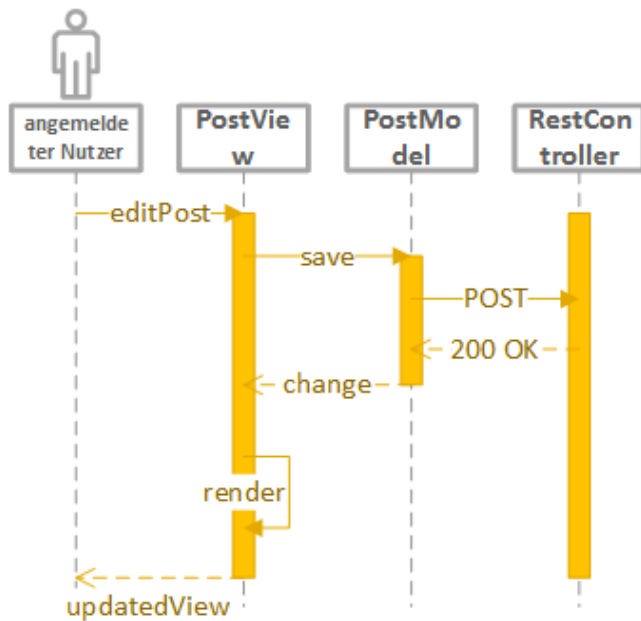 angemelde
ter Nutzer
PostVie
w
PostMo
del
RestCon
troller
editPost
save
POST
200 OK
change
render
updatedView